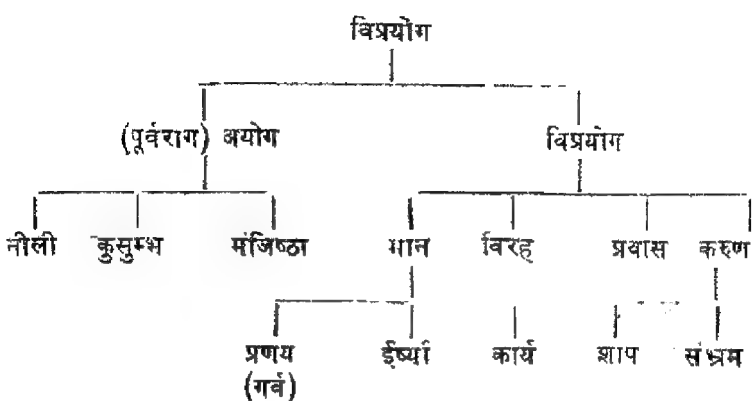 विप्रयोग
(पूर्वराग) अयोग विप्रयोग
नीली कुसुम्भ मंजिष्ठा मान विरह प्रवास करुण
प्रणय ईर्ष्या कार्य शाप संभ्रम
(गर्व)